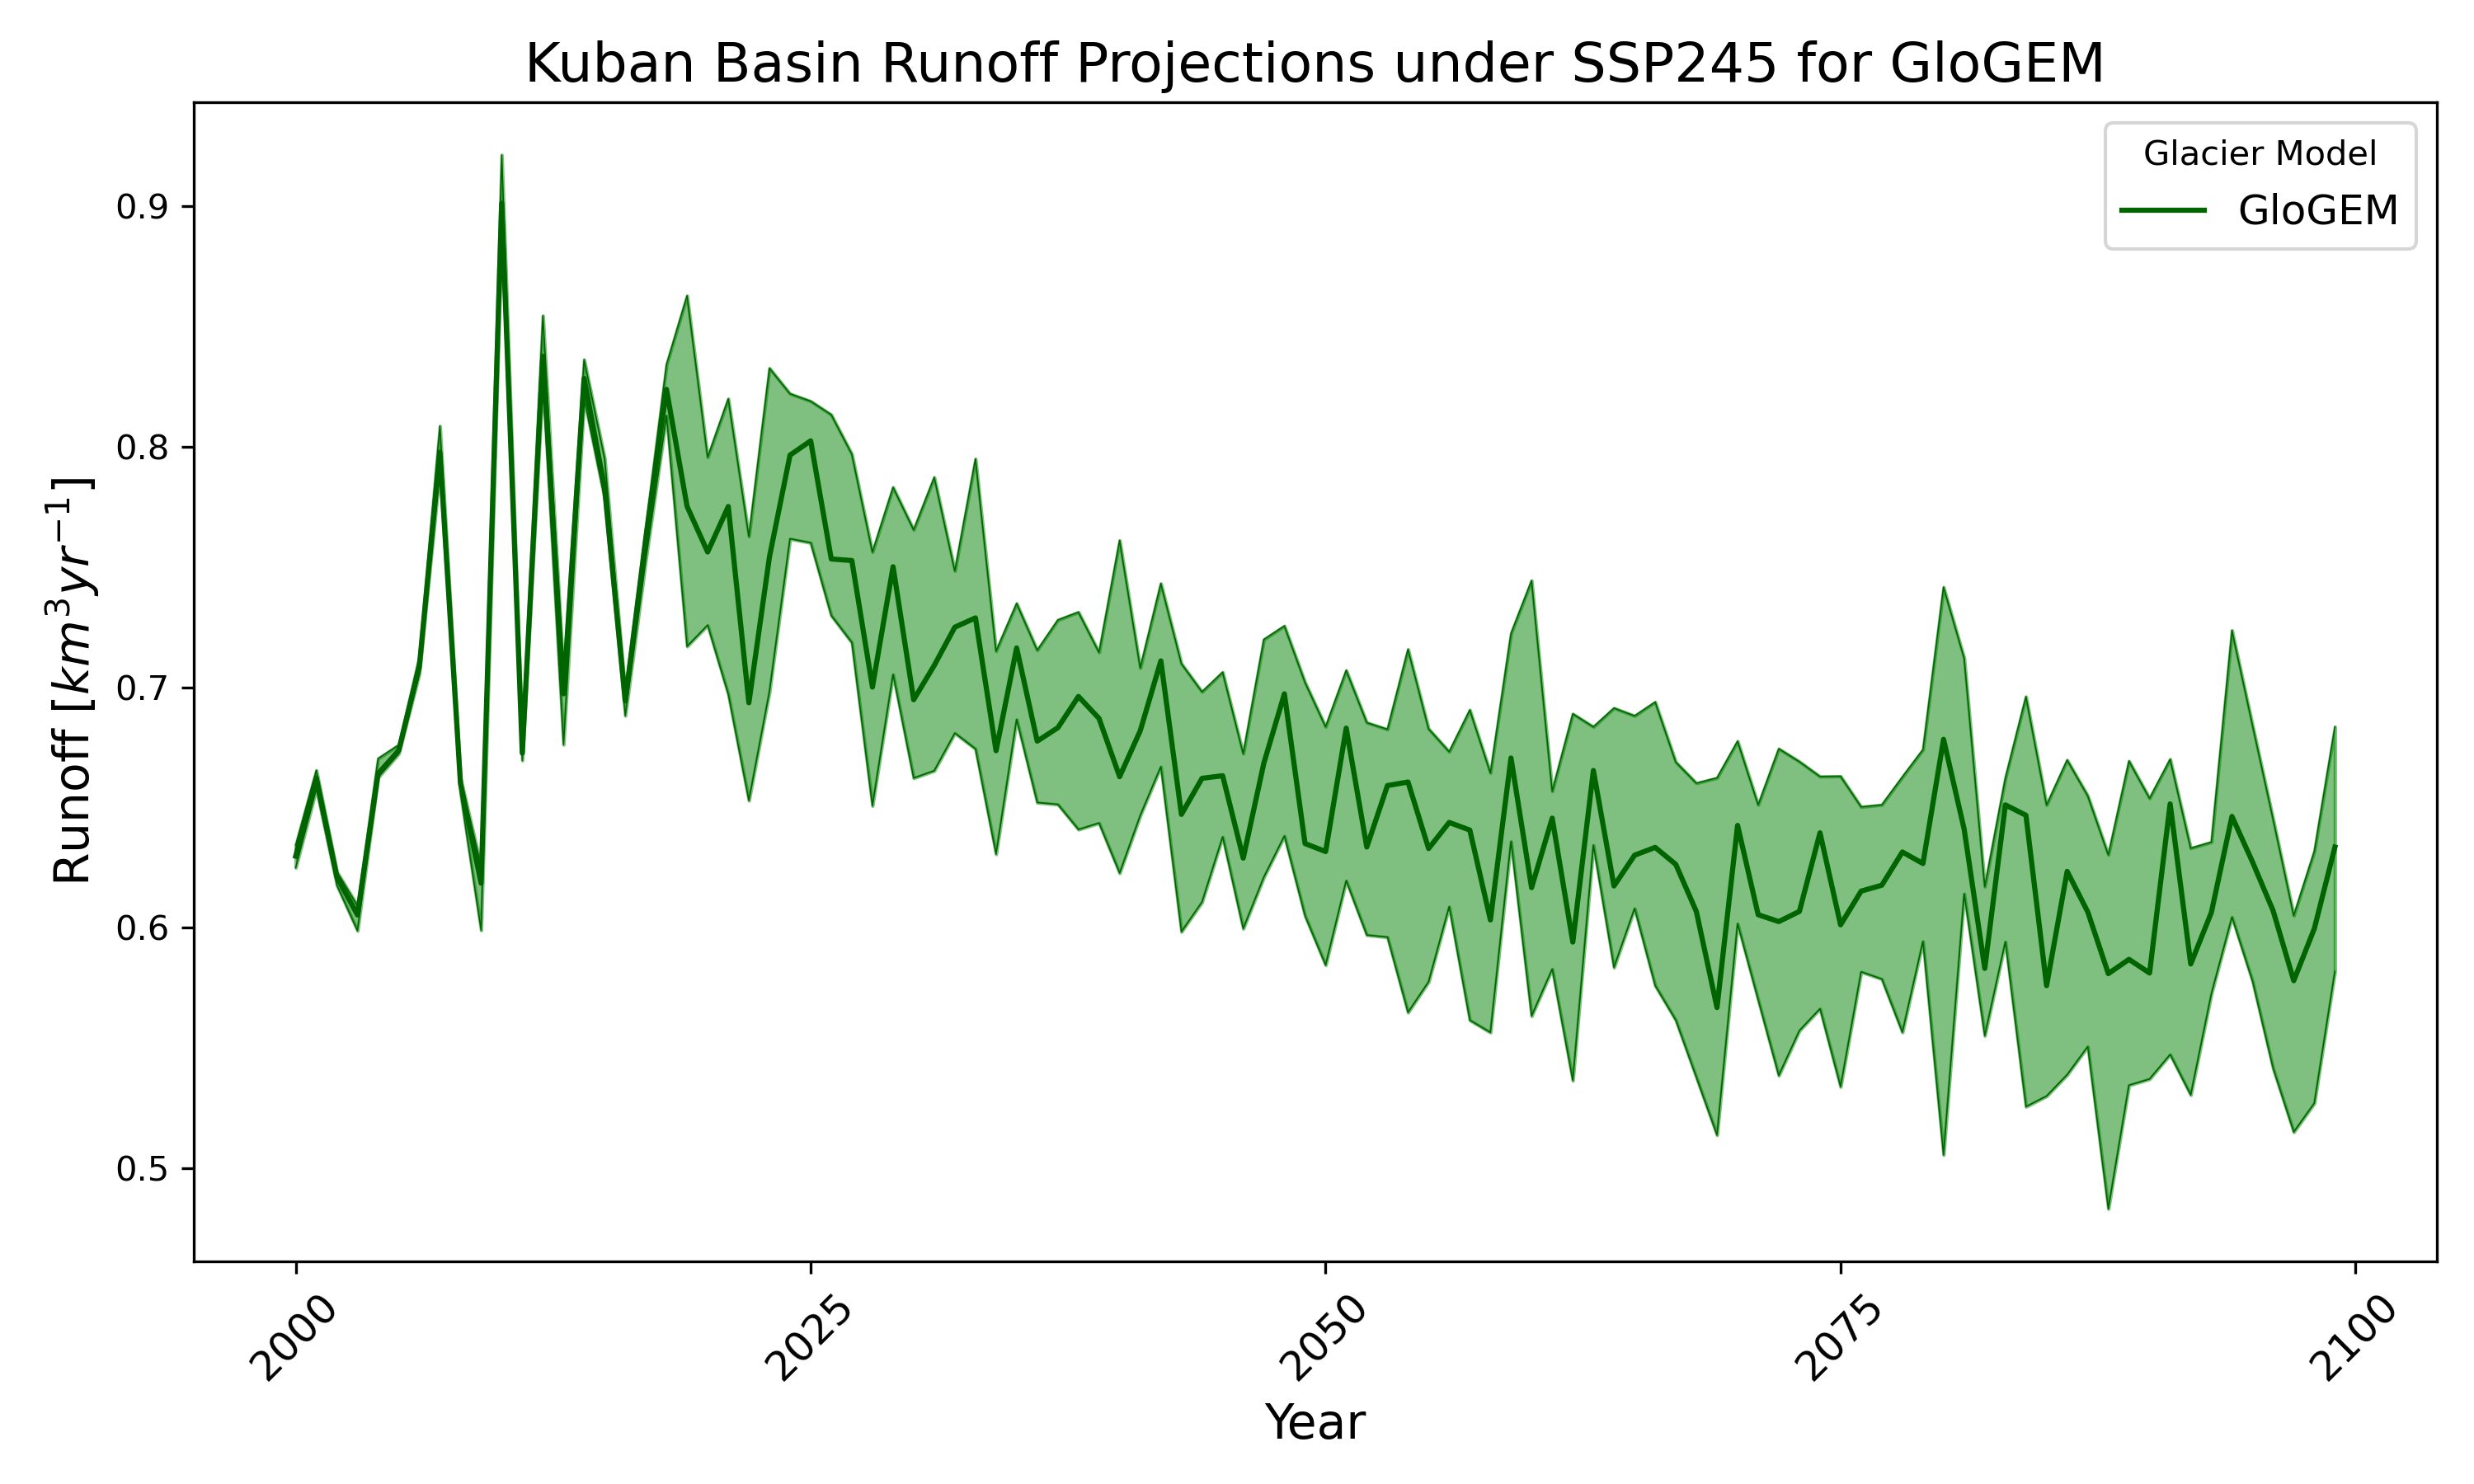 Kuban Basin Runoff Projections under SSP245 for GloGEM
Glacier Model
GloGEM
0.9
0.8
0.7
0.6
0.5
Runoff [km³yr⁻¹]
2000
2025
2050
2075
2100
Year